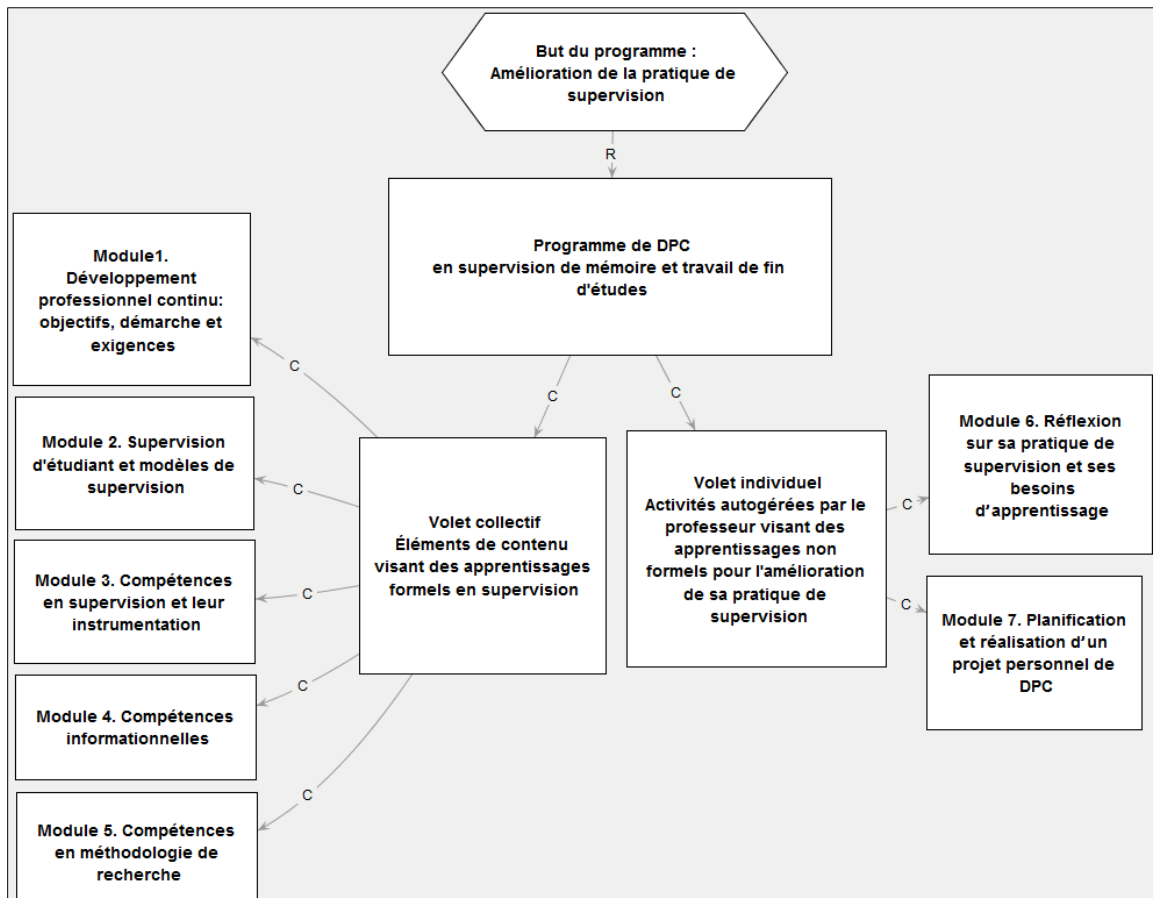 But du programme :
Amélioration de la pratique de
supervision
R
Programme de DPC
en supervision de mémoire et travail de fin
d'études
C
C
Module1.
Développement
professionnel continu:
objectifs, démarche et
exigences
Module 2. Supervision
d'étudiant et modèles de
supervision
Module 3. Compétences
en supervision et leur
instrumentation
Module 4. Compétences
informationnelles
Module 5. Compétences
en méthodologie de
recherche
C
C
C
C
C
Volet collectif
Éléments de contenu
visant des apprentissages
formels en supervision
Volet individuel
Activités autogérées par le
professeur visant des
apprentissages non
formels pour l'amélioration
de sa pratique de
supervision
C
C
Module 6. Réflexion
sur sa pratique de
supervision et ses
besoins
d’apprentissage
Module 7. Planification
et réalisation d’un
projet personnel de
DPC